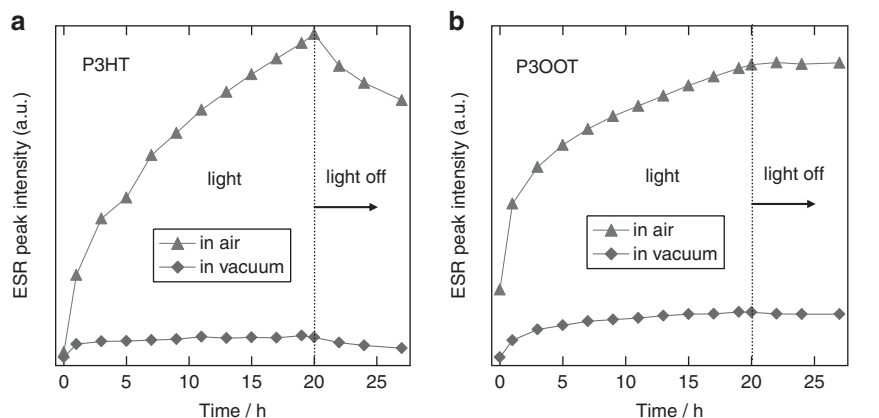 a
P3HT
ESR peak intensity (a.u.)
light
light off
in air
in vacuum
0 5 10 15 20 25
Time / h
b
P3OOT
ESR peak intensity (a.u.)
light
light off
in air
in vacuum
0 5 10 15 20 25
Time / h